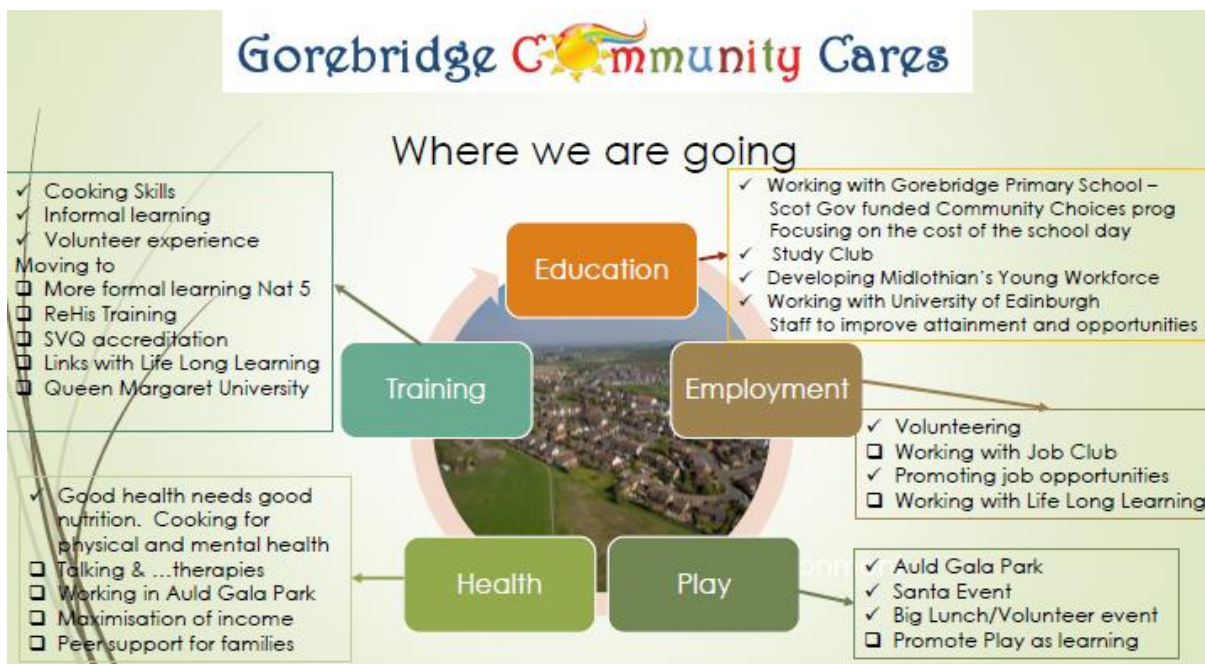 Gorebridge Community Cares
Where we are going
✓ Cooking Skills
✓ Informal learning
✓ Volunteer experience
Moving to
❑ More formal learning Nat 5
❑ ReHis Training
❑ SVQ accreditation
❑ Links with Life Long Learning
❑ Queen Margaret University
✓ Working with Gorebridge Primary School –
Scot Gov funded Community Choices prog
Focusing on the cost of the school day
✓ Study Club
✓ Developing Midlothian's Young Workforce
✓ Working with University of Edinburgh
Staff to improve attainment and opportunities
Education
Training
Employment
✓ Volunteering
❑ Working with Job Club
✓ Promoting job opportunities
❑ Working with Life Long Learning
✓ Good health needs good
nutrition. Cooking for
physical and mental health
❑ Talking & ...therapies
❑ Working in Auld Gala Park
❑ Maximisation of income
❑ Peer support for families
Health
Play
✓ Auld Gala Park
✓ Santa Event
✓ Big Lunch/Volunteer event
❑ Promote Play as learning